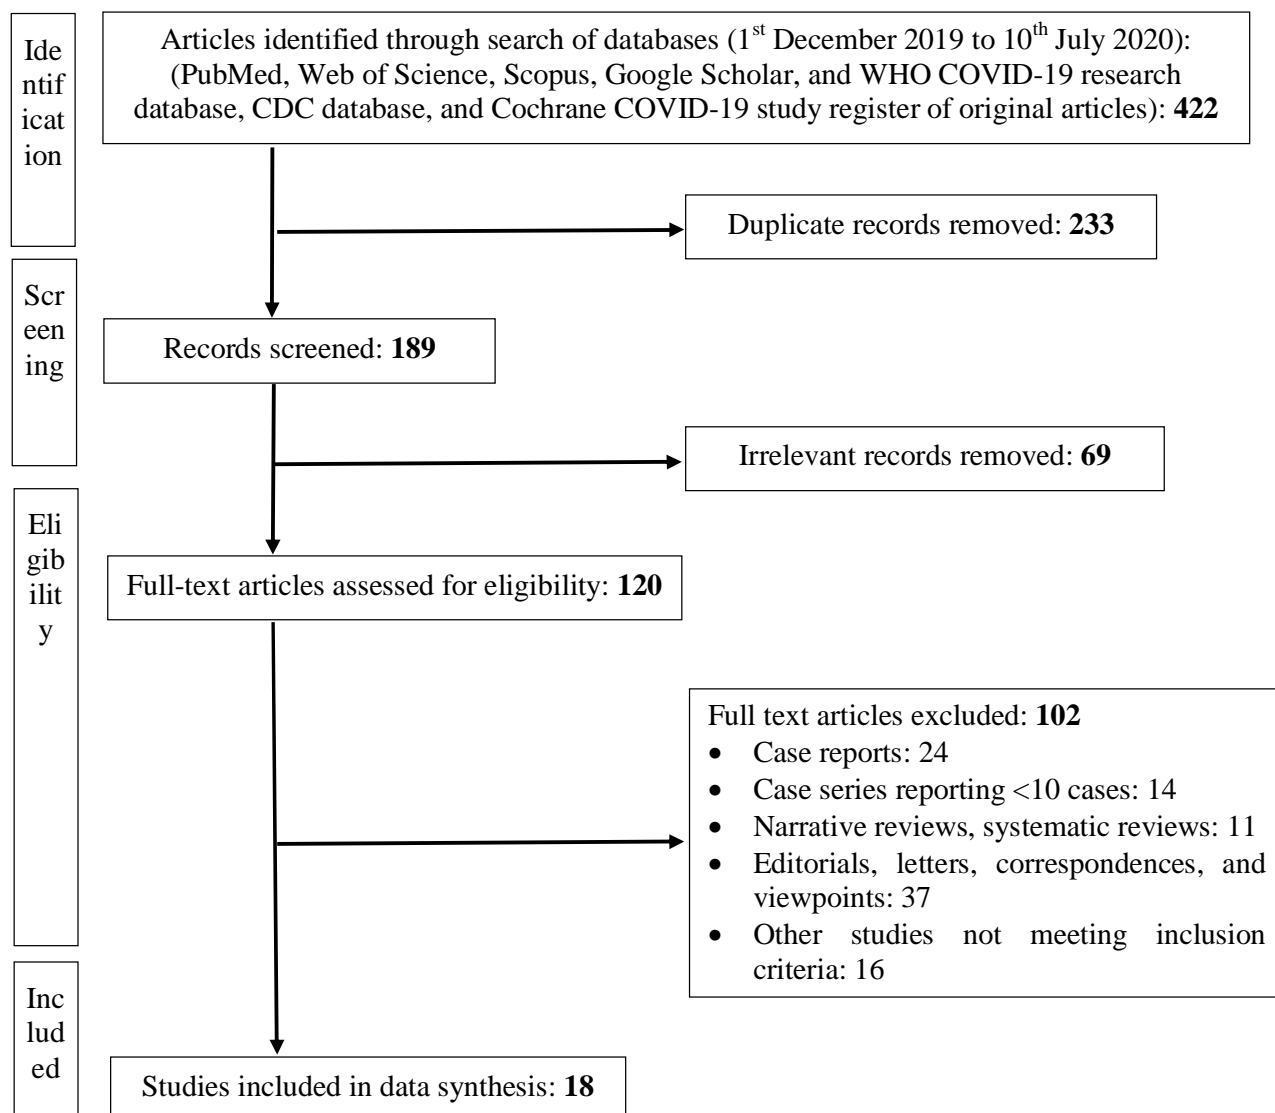 Ide
ntif
icat
ion
Articles identified through search of databases (1st December 2019 to 10th July 2020):
(PubMed, Web of Science, Scopus, Google Scholar, and WHO COVID-19 research
database, CDC database, and Cochrane COVID-19 study register of original articles): 422
Duplicate records removed: 233
Scr
een
ing
Records screened: 189
Irrelevant records removed: 69
Eli
gib
ilit
y
Full-text articles assessed for eligibility: 120
Full text articles excluded: 102
• Case reports: 24
• Case series reporting <10 cases: 14
• Narrative reviews, systematic reviews: 11
• Editorials, letters, correspondences, and
viewpoints: 37
• Other studies not meeting inclusion
criteria: 16
Inc
lud
ed
Studies included in data synthesis: 18